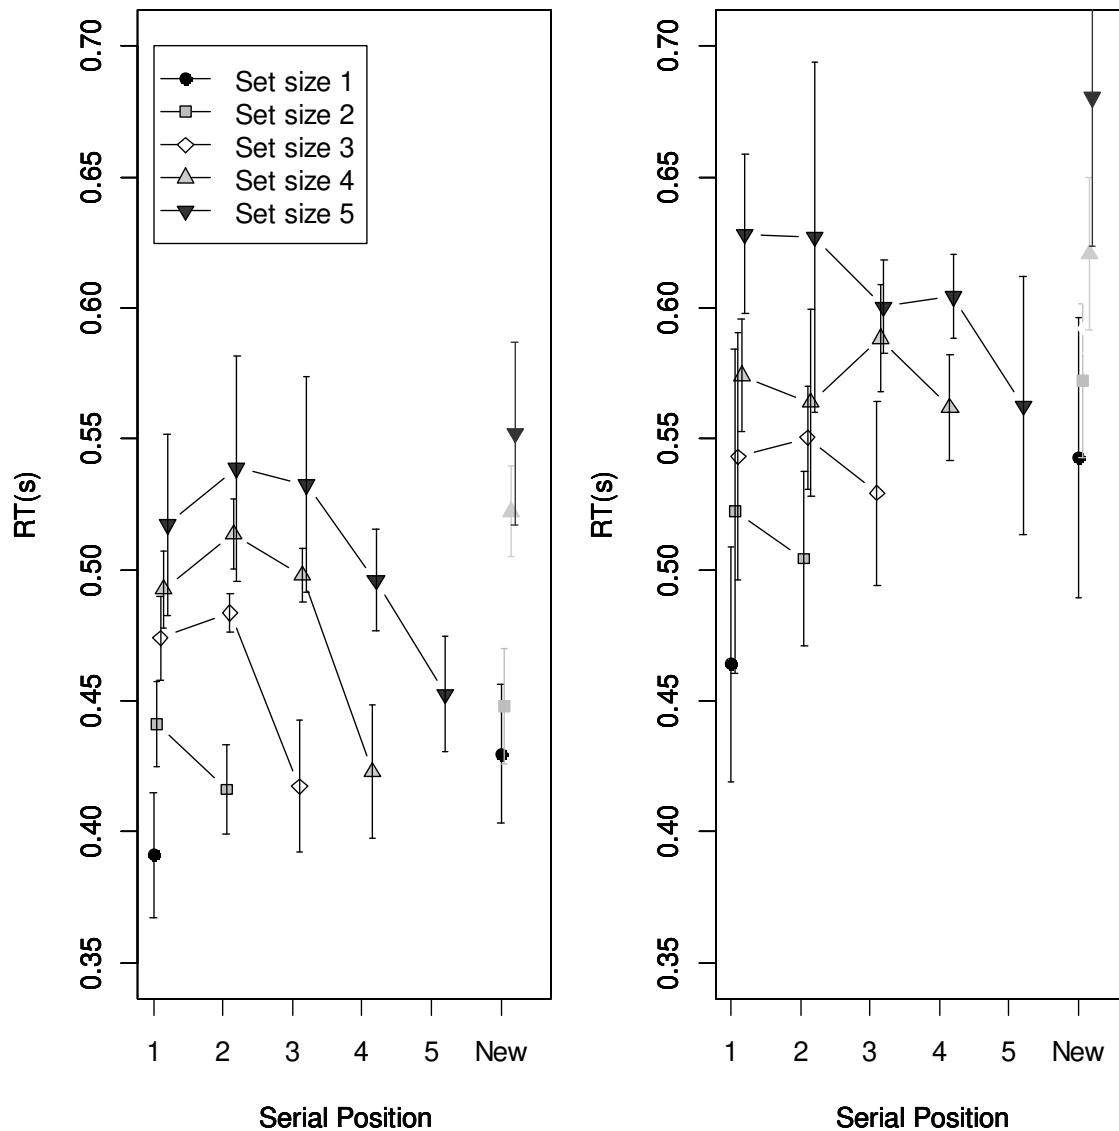 Set size 1
Set size 2
Set size 3
Set size 4
Set size 5
RT(s)
0.70
0.65
0.60
0.55
0.50
0.45
0.40
0.35
1 2 3 4 5 New
Serial Position
RT(s)
0.70
0.65
0.60
0.55
0.50
0.45
0.40
0.35
1 2 3 4 5 New
Serial Position